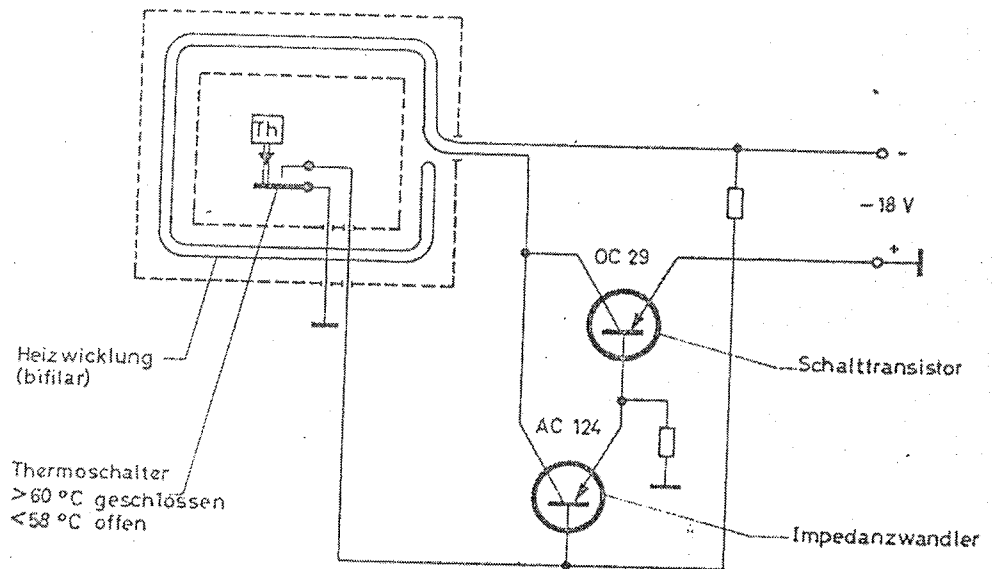 Th
-
-18 V
+
OC 29
Heizwicklung
(bifilar)
Schalttransistor
AC 124
Thermoschalter
>60 °C geschlossen
<58 °C offen
Impedanzwandler